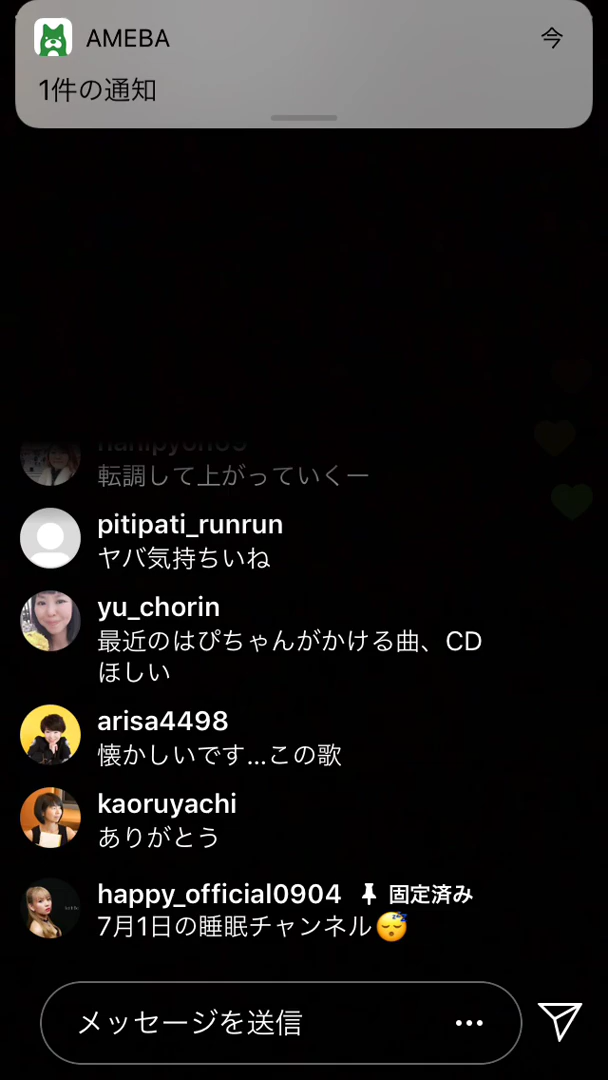 AMEBA
今
1件の通知
転調して上がっていくー
pitipati_runrun
ヤバ気持ちいね
yu_chorin
最近のはぴちゃんがかける曲、CD
ほしい
arisa4498
懐かしいです...この歌
kaoruyachi
ありがとう
happy_official0904 固定済み
7月1日の睡眠チャンネル😴
メッセージを送信